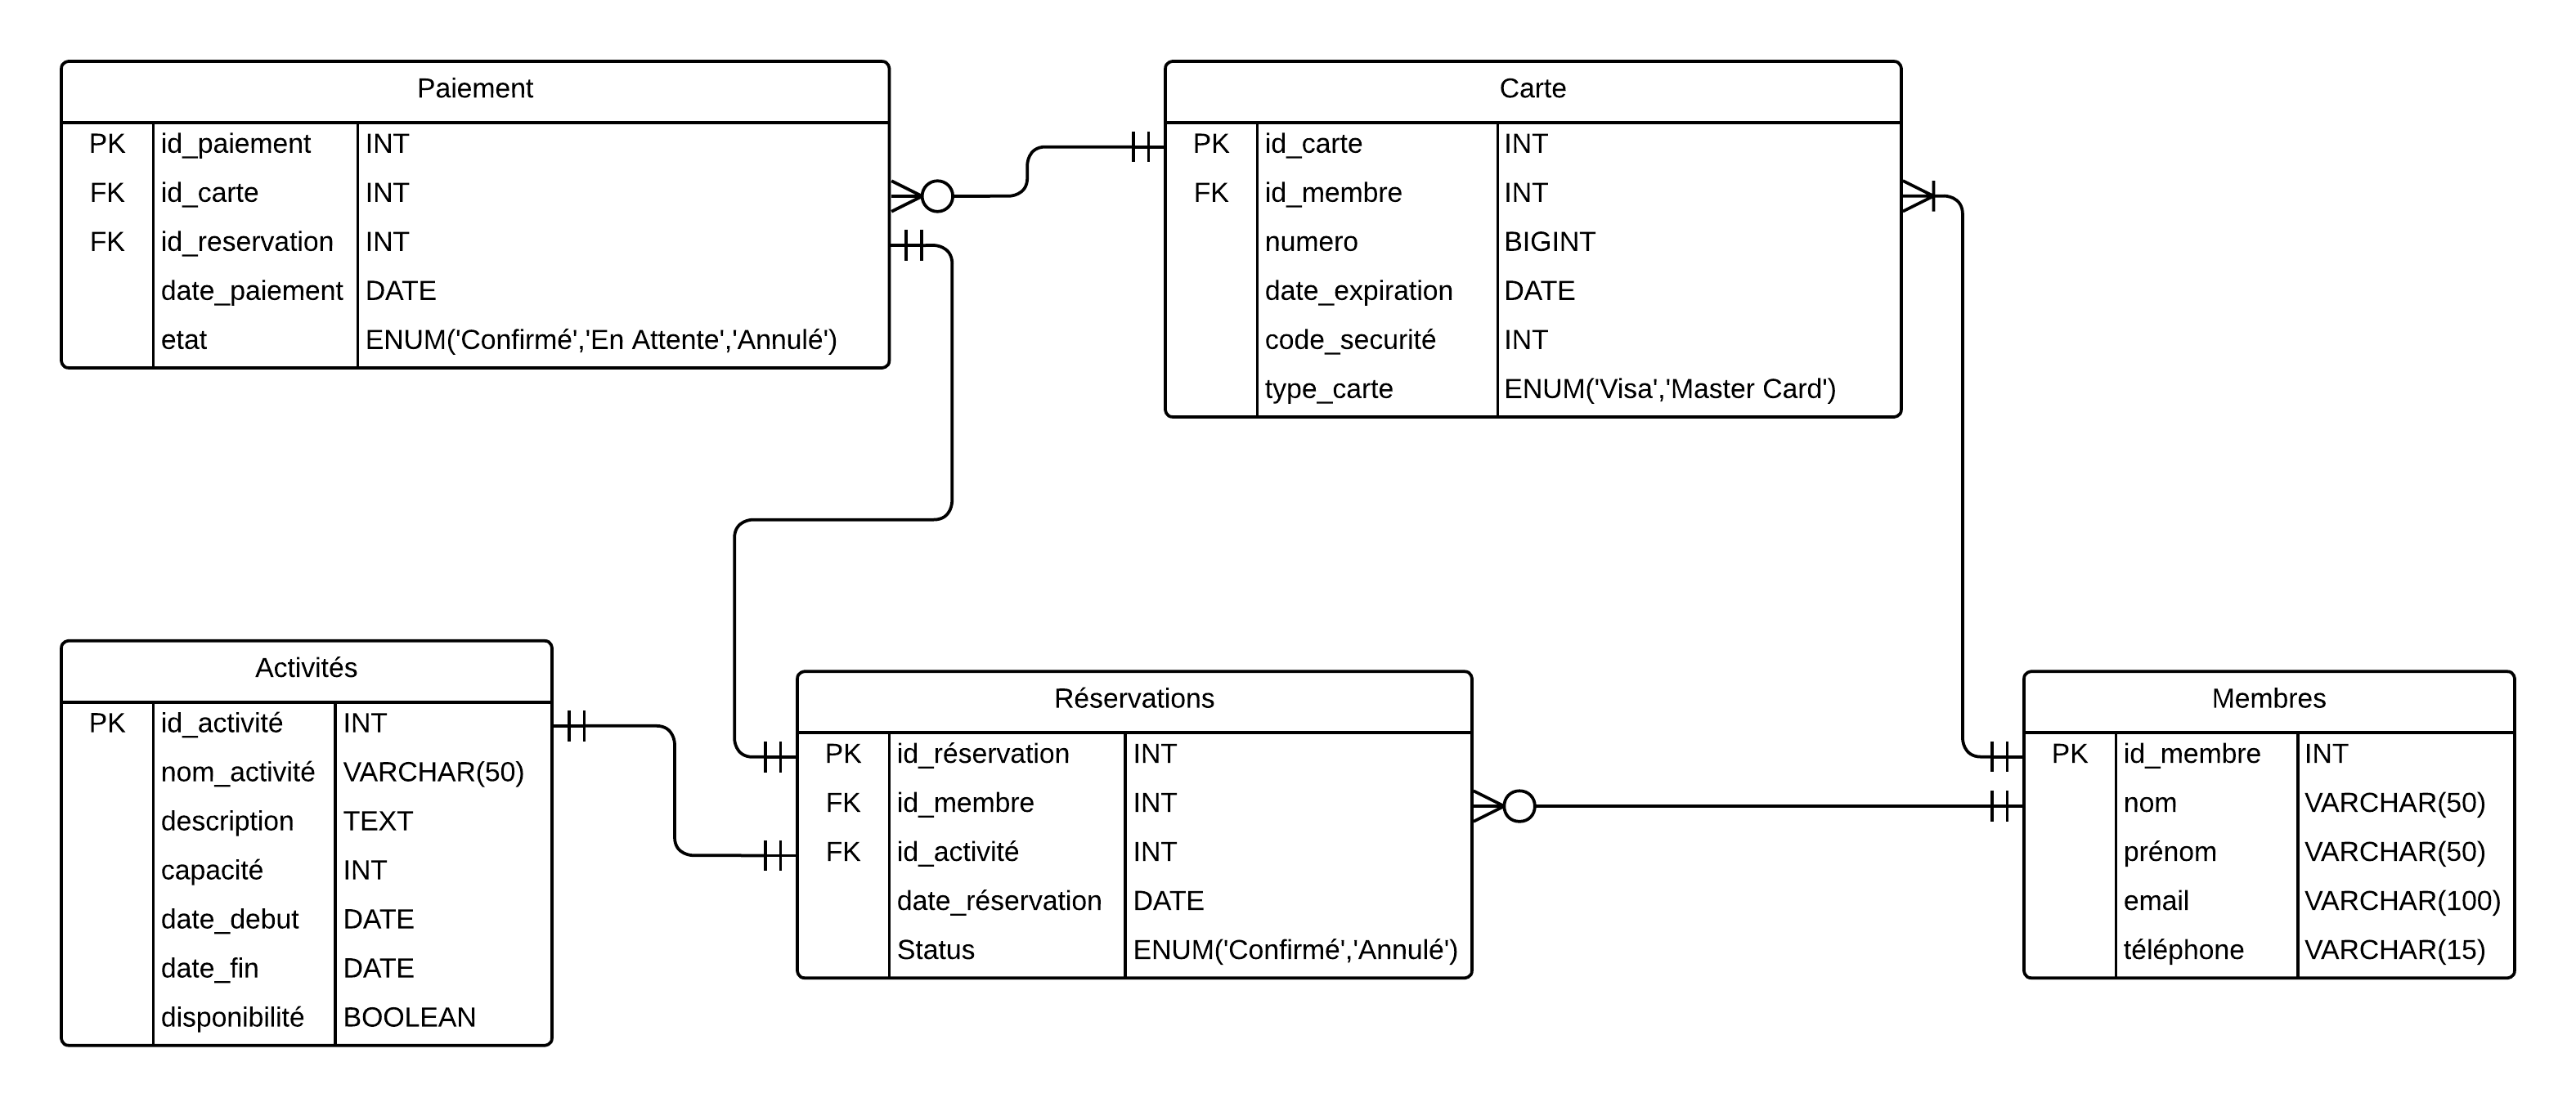 Paiement
PK id_paiement INT
FK id_carte INT
FK id_reservation INT
date_paiement DATE
etat ENUM('Confirmé','En Attente','Annulé')
Carte
PK id_carte INT
FK id_membre INT
numero BIGINT
date_expiration DATE
code_securité INT
type_carte ENUM('Visa','Master Card')
Activités
PK id_activité INT
nom_activité VARCHAR(50)
description TEXT
capacité INT
date_debut DATE
date_fin DATE
disponibilité BOOLEAN
Réservations
PK id_réservation INT
FK id_membre INT
FK id_activité INT
date_réservation DATE
Status ENUM('Confirmé','Annulé')
Membres
PK id_membre INT
nom VARCHAR(50)
prénom VARCHAR(50)
email VARCHAR(100)
téléphone VARCHAR(15)